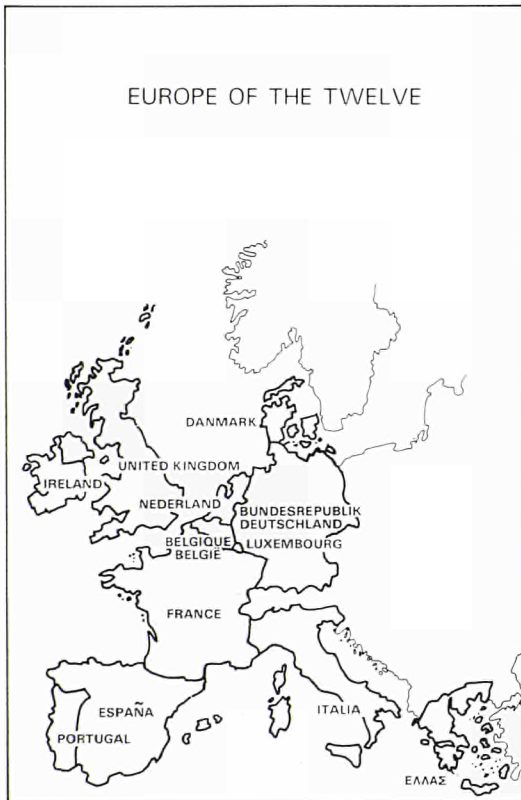 EUROPE OF THE TWELVE
DANMARK
UNITED KINGDOM
IRELAND
NEDERLAND
BUNDESREPUBLIK
DEUTSCHLAND
BELGIQUE
BELGIË
LUXEMBOURG
FRANCE
ESPAÑA
PORTUGAL
ITALIA
ΕΛΛΑΣ